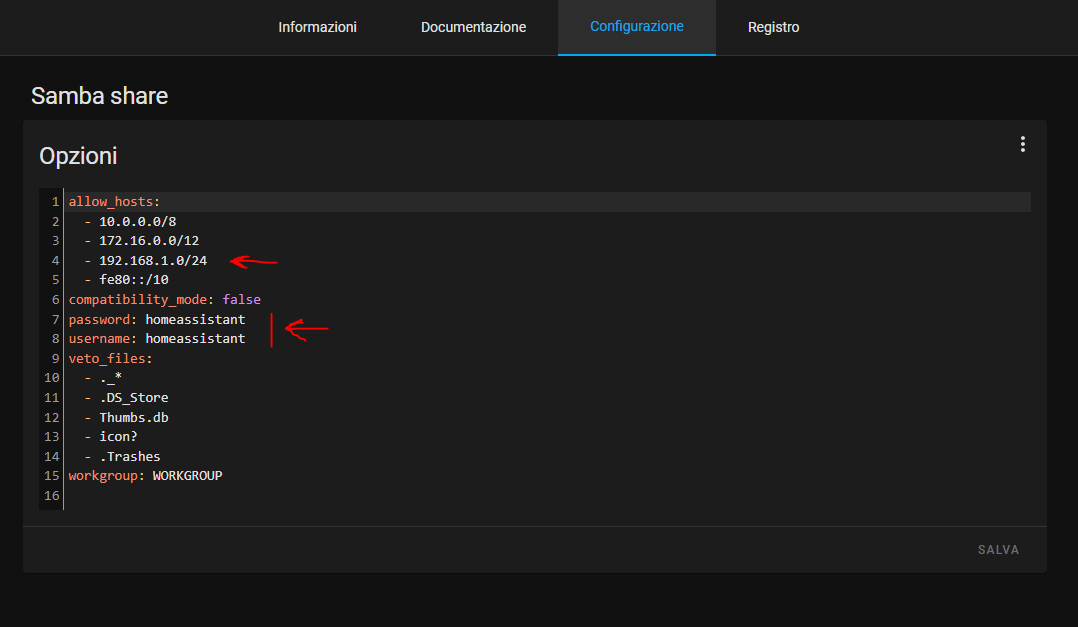 Informazioni Documentazione Configurazione Registro
Samba share
Opzioni
1 allow_hosts:
2 - 10.0.0.0/8
3 - 172.16.0.0/12
4 - 192.168.1.0/24
5 - fe80::/10
6 compatibility_mode: false
7 password: homeassistant
8 username: homeassistant
9 veto_files:
10 - ._*
11 - .DS_Store
12 - Thumbs.db
13 - icon?
14 - .Trashes
15 workgroup: WORKGROUP
16
SALVA